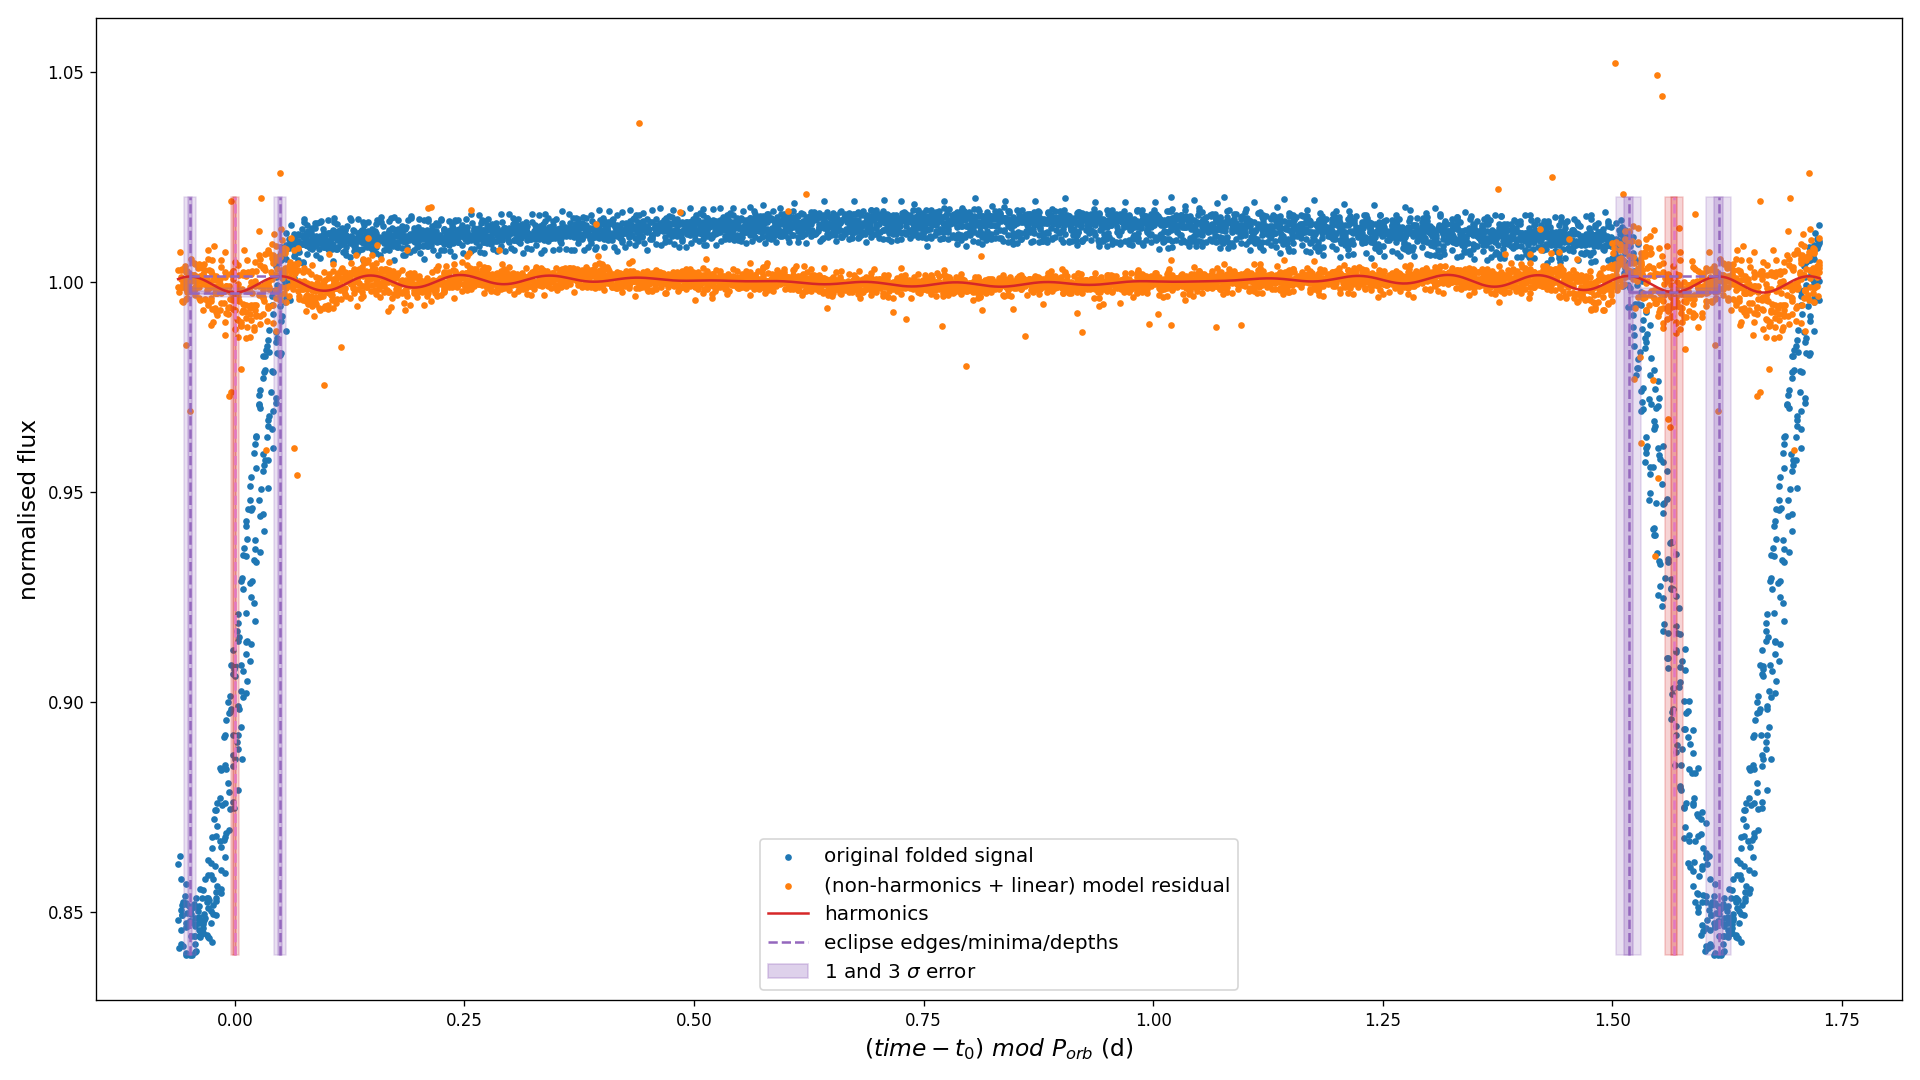 1.05
1.00
0.95
0.90
0.85
normalised flux
original folded signal
(non-harmonics + linear) model residual
harmonics
eclipse edges/minima/depths
1 and 3 σ error
0.00 0.25 0.50 0.75 1.00 1.25 1.50 1.75
(time − t₀) mod P_orb (d)